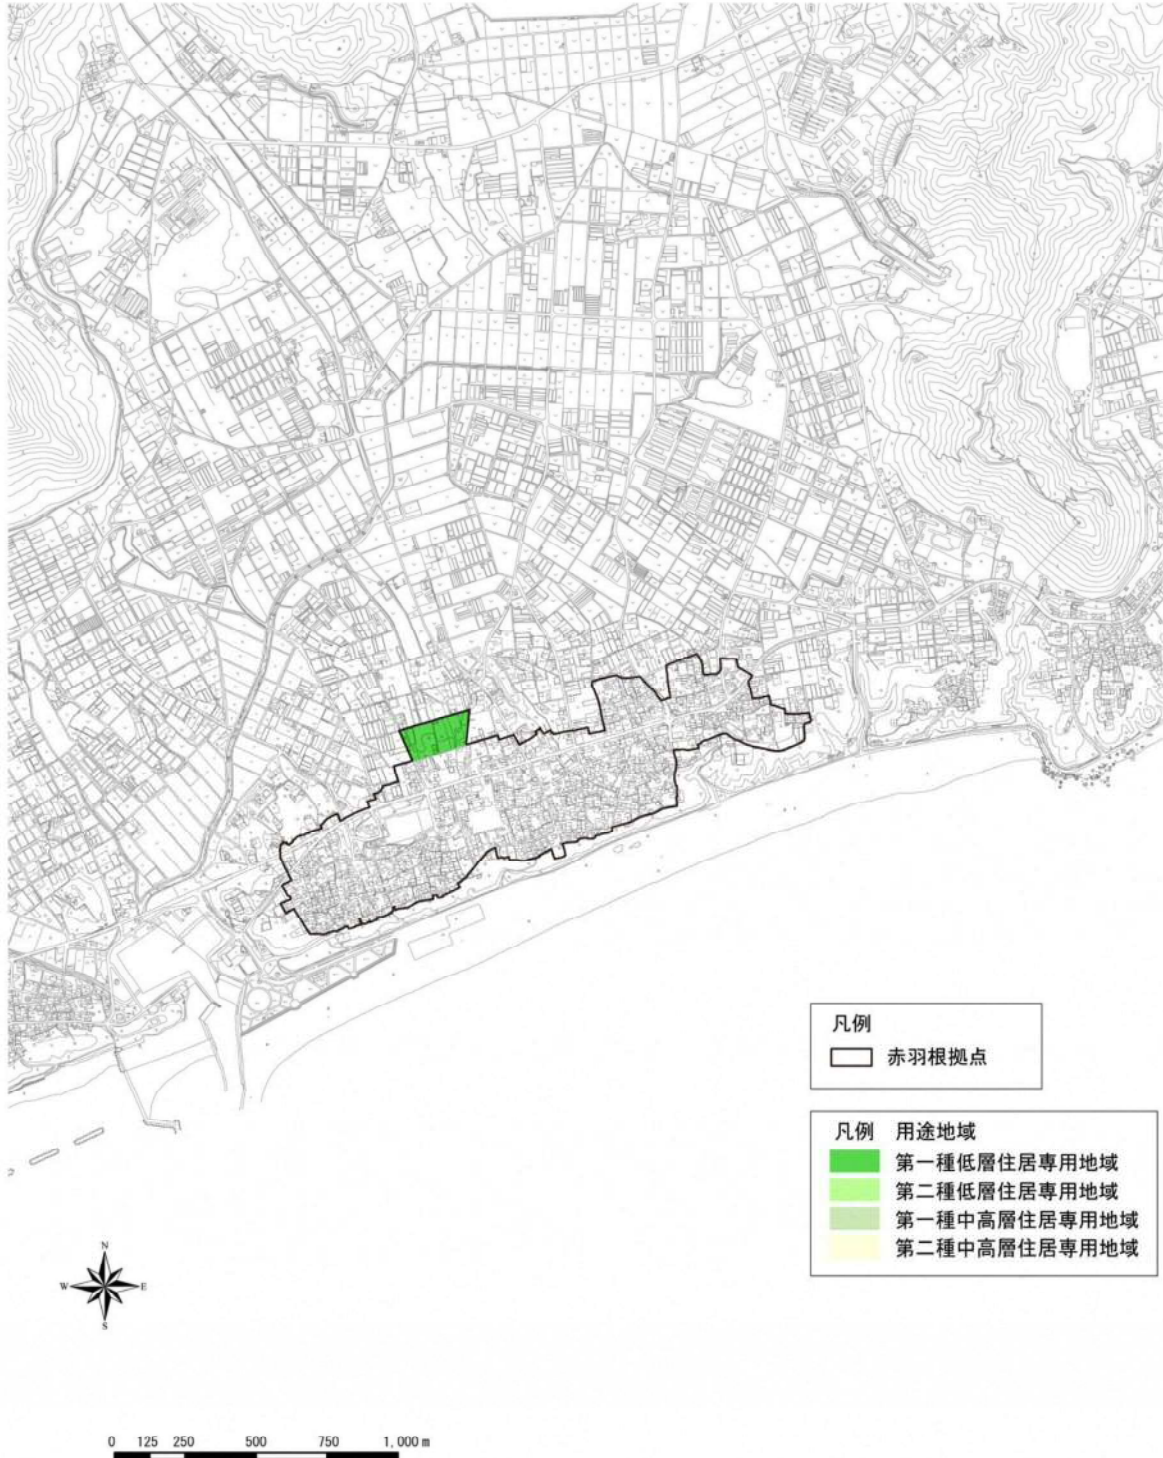 凡例
赤羽根拠点
凡例 用途地域
第一種低層住居専用地域
第二種低層住居専用地域
第一種中高層住居専用地域
第二種中高層住居専用地域
N
W E
S
0 125 250 500 750 1,000 m